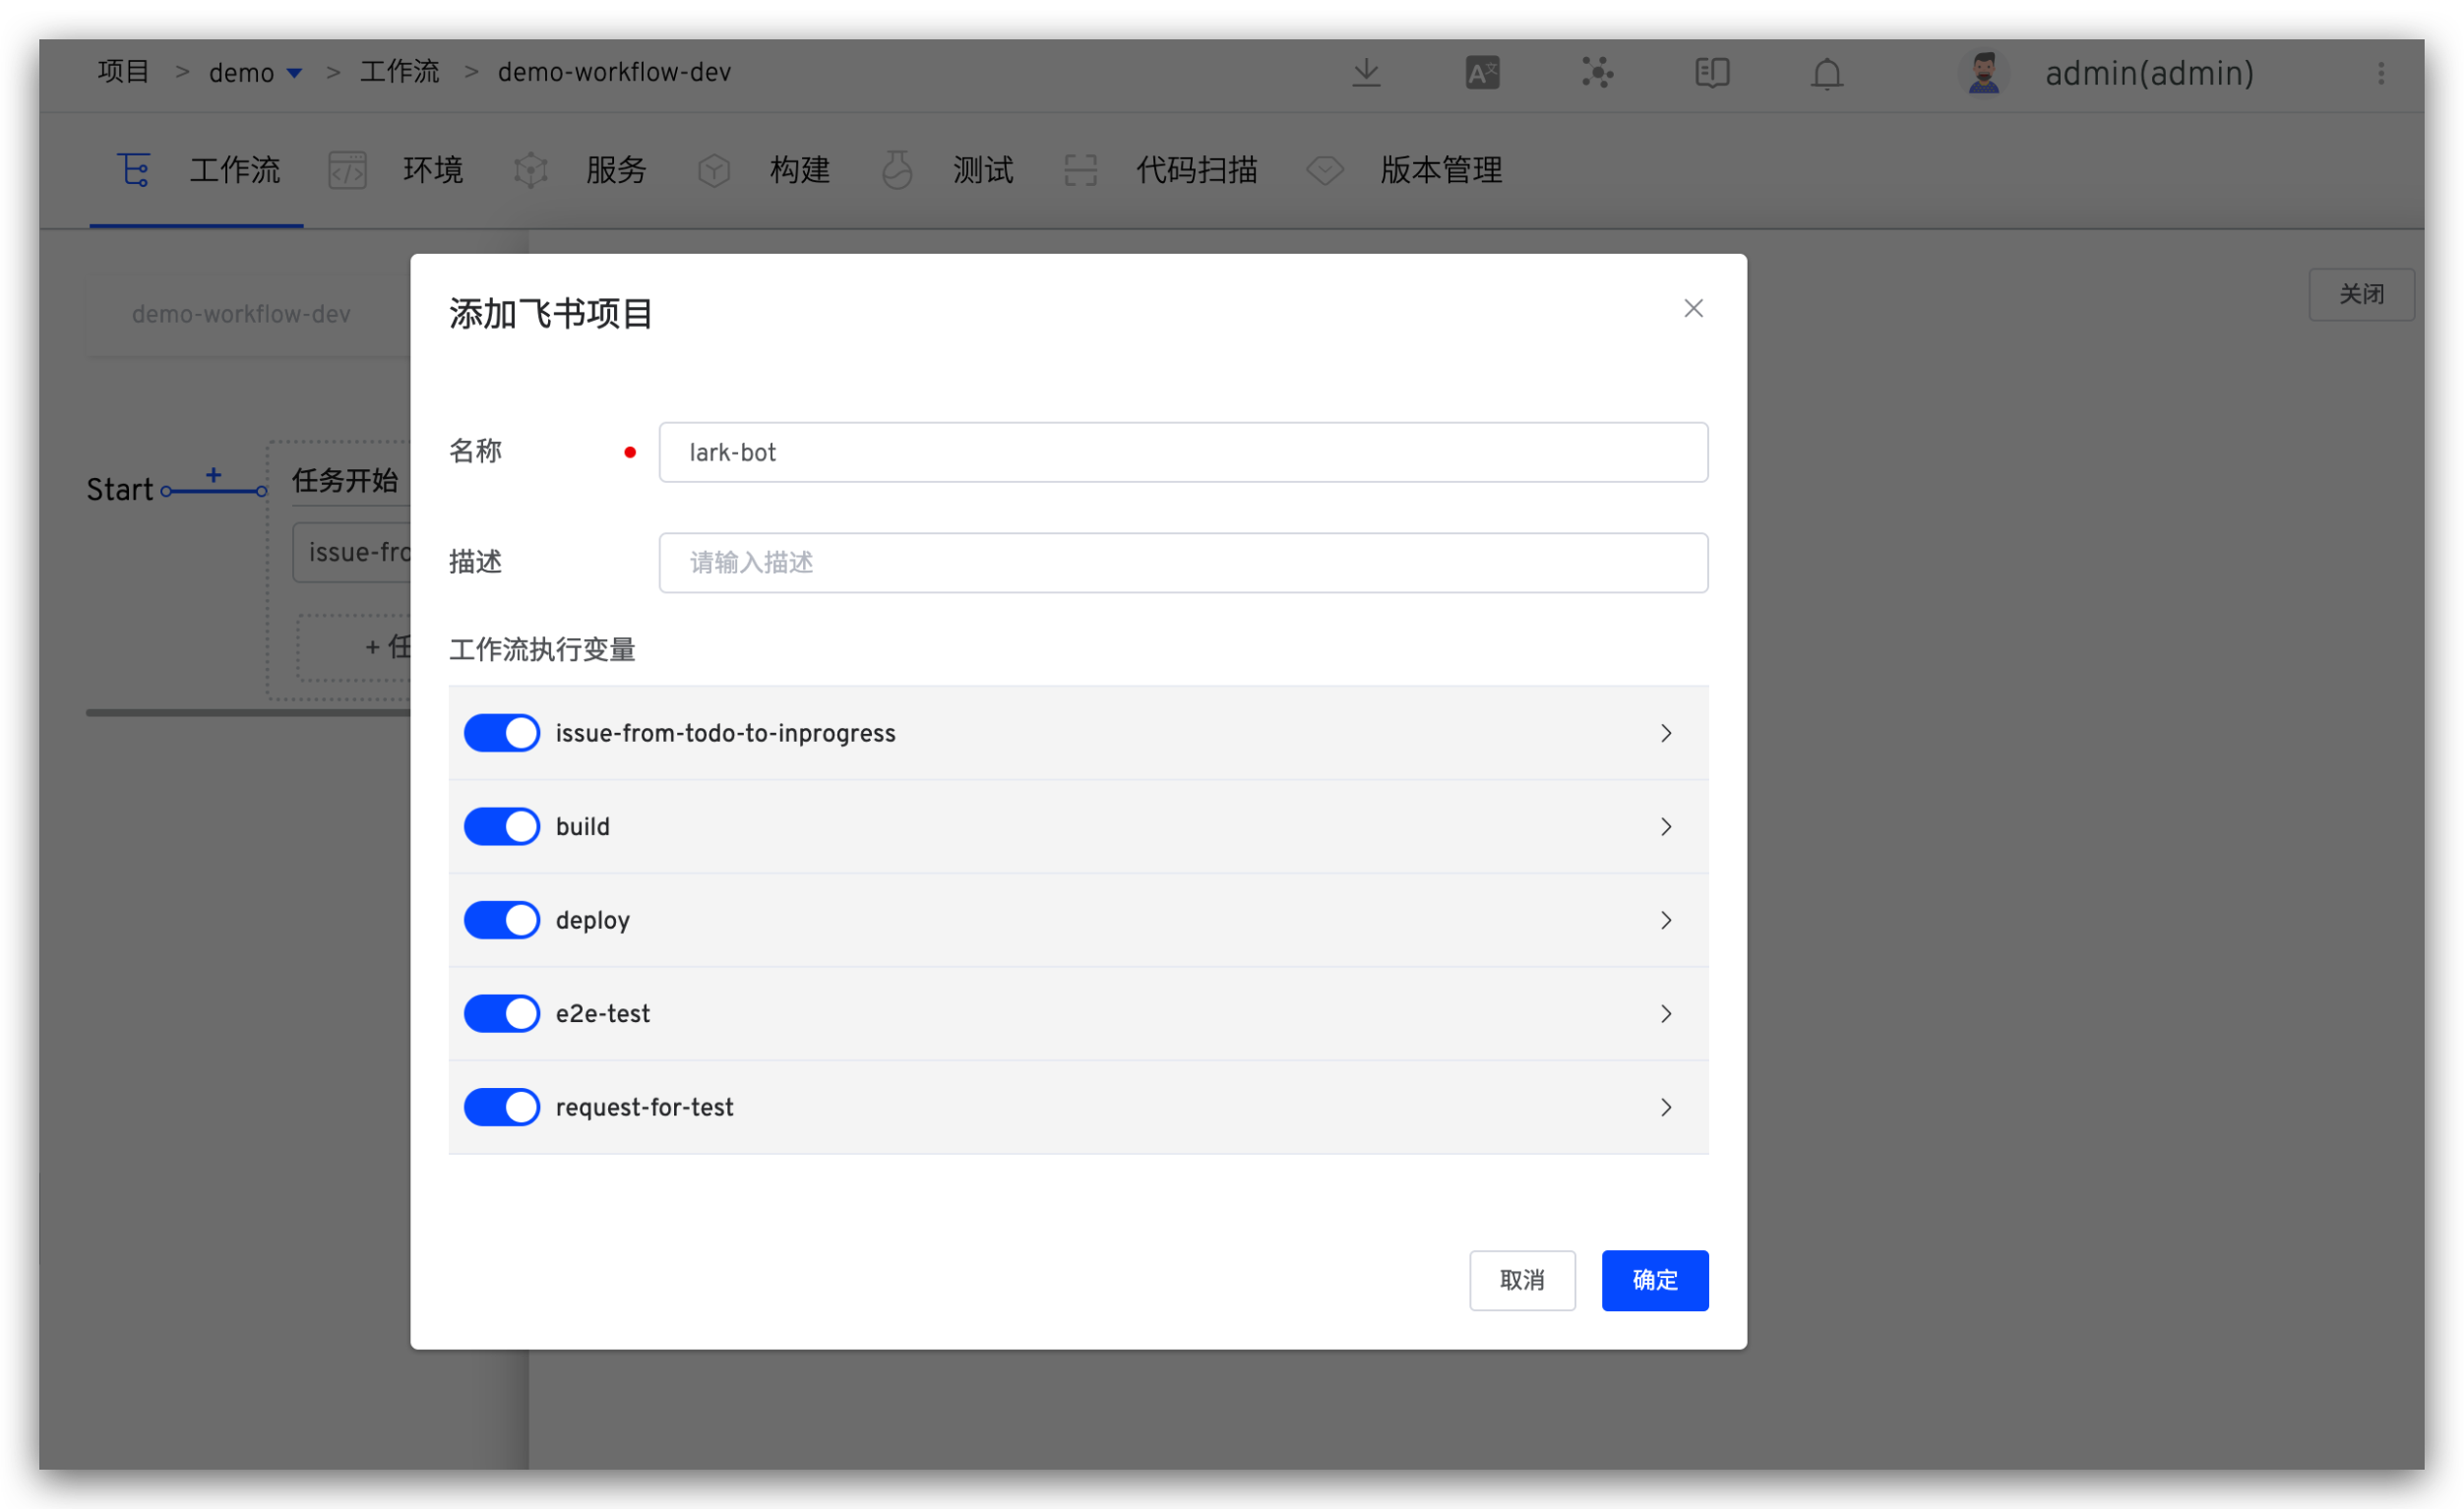 项目 > demo > 工作流 > demo-workflow-dev
admin(admin)
工作流 环境 服务 构建 测试 代码扫描 版本管理
demo-workflow-dev
关闭
Start
+
任务开始
issue-fro
+ 任
添加飞书项目
名称 lark-bot
描述 请输入描述
工作流执行变量
issue-from-todo-to-inprogress
build
deploy
e2e-test
request-for-test
取消 确定